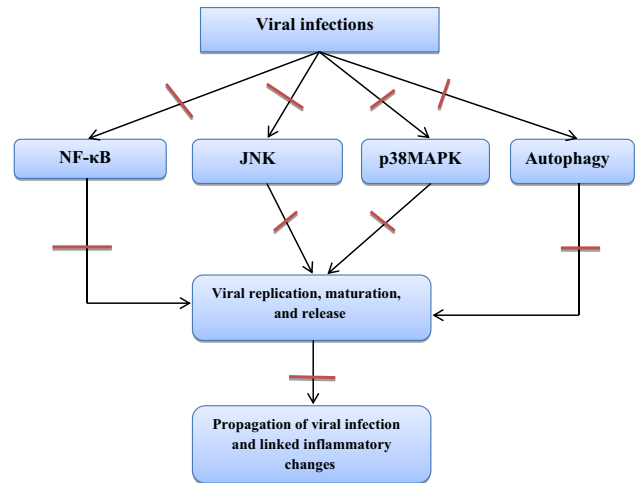 Viral infections
NF-κB
JNK
p38MAPK
Autophagy
Viral replication, maturation,
and release
Propagation of viral infection
and linked inflammatory
changes